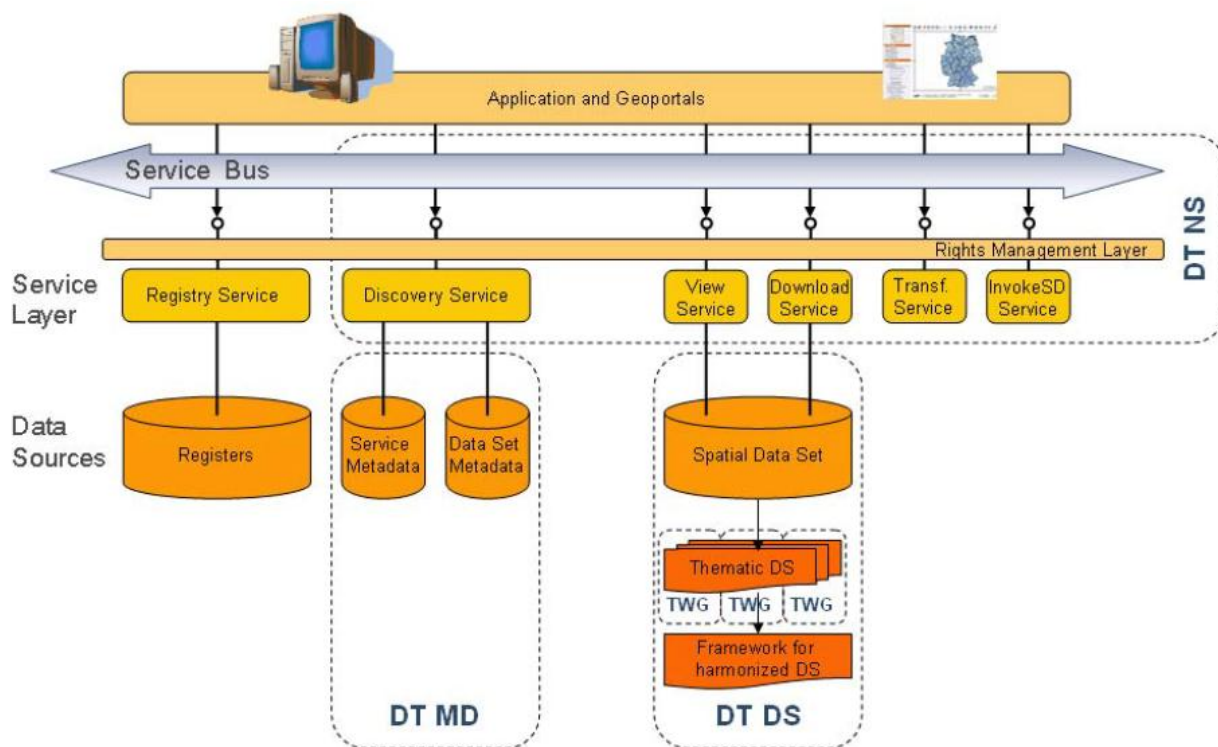 Application and Geoportals
Service Bus
DT NS
Rights Management Layer
Service
Layer
Registry Service
Discovery Service
View
Service
Download
Service
Transf.
Service
InvokeSD
Service
Data
Sources
Registers
Service
Metadata
Data Set
Metadata
Spatial Data Set
Thematic DS
TWG
TWG
TWG
Framework for
harmonized DS
DT MD
DT DS